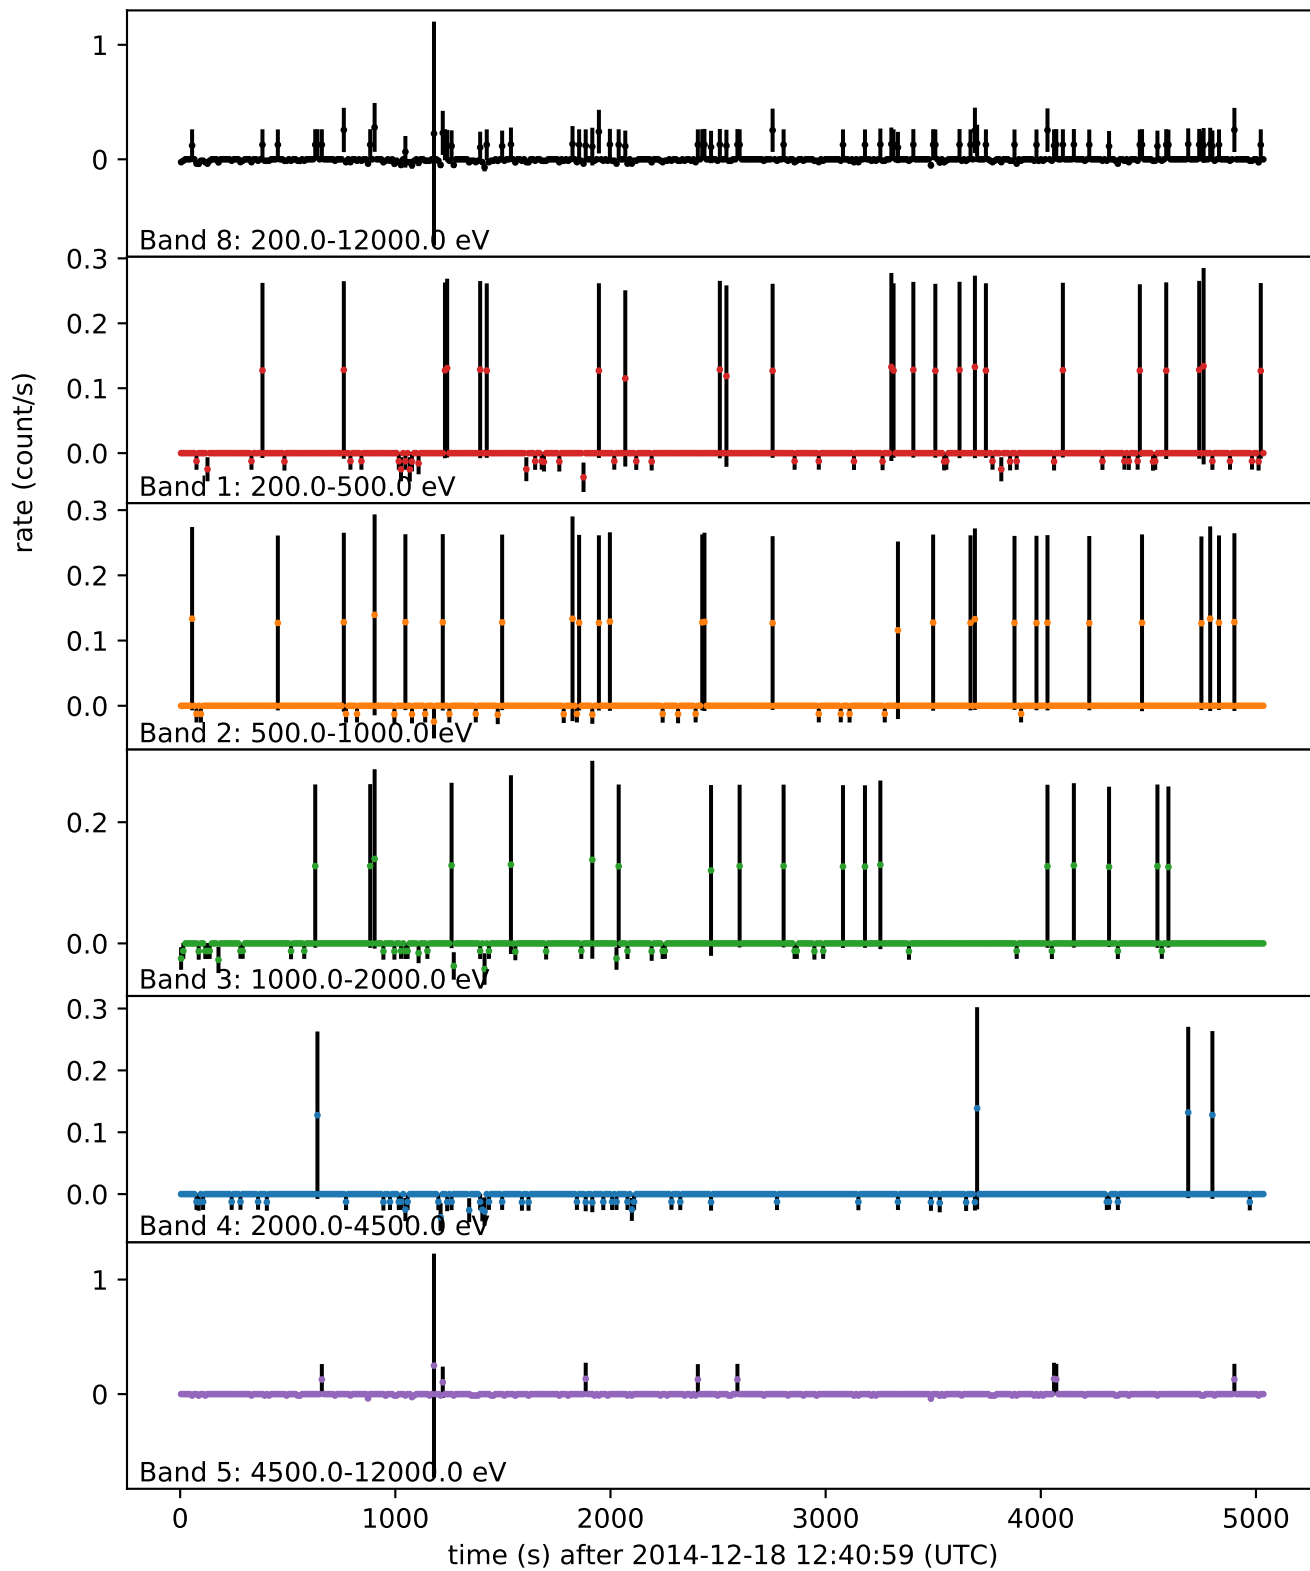 1
0
Band 8: 200.0-12000.0 eV
0.3
0.2
0.1
0.0
Band 1: 200.0-500.0 eV
rate (count/s)
0.3
0.2
0.1
0.0
Band 2: 500.0-1000.0 eV
0.2
0.0
Band 3: 1000.0-2000.0 eV
0.3
0.2
0.1
0.0
Band 4: 2000.0-4500.0 eV
1
0
Band 5: 4500.0-12000.0 eV
0 1000 2000 3000 4000 5000
time (s) after 2014-12-18 12:40:59 (UTC)